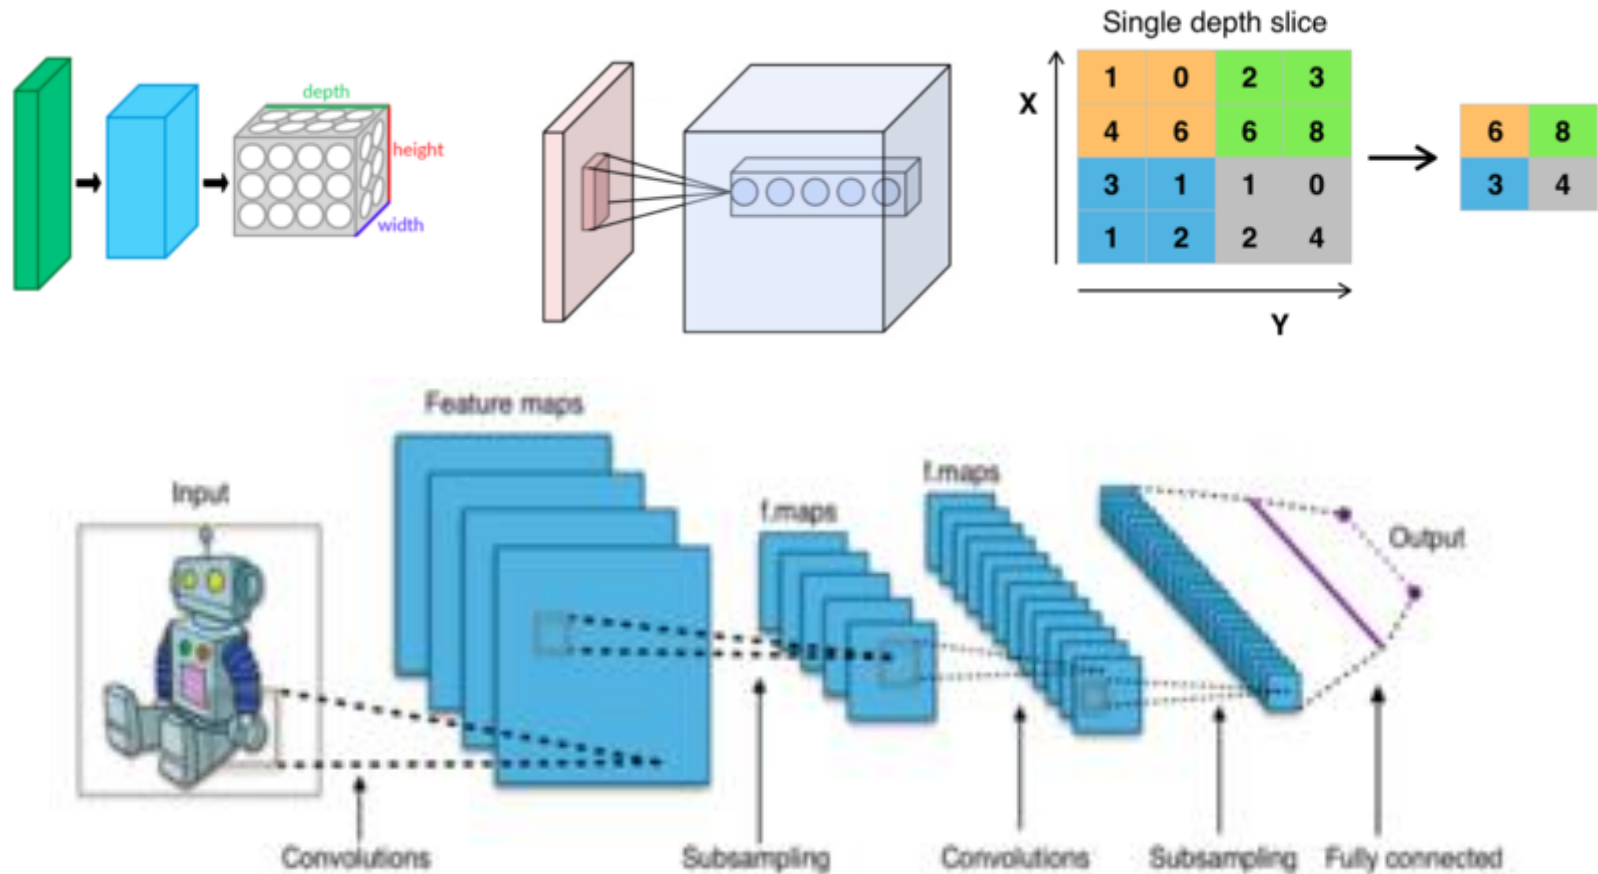 Single depth slice
depth
height
width
X
1 0 2 3
4 6 6 8
3 1 1 0
1 2 2 4
Y
6 8
3 4
Feature maps
Input
f.maps
f.maps
Output
Convolutions
Subsampling
Convolutions
Subsampling
Fully connected